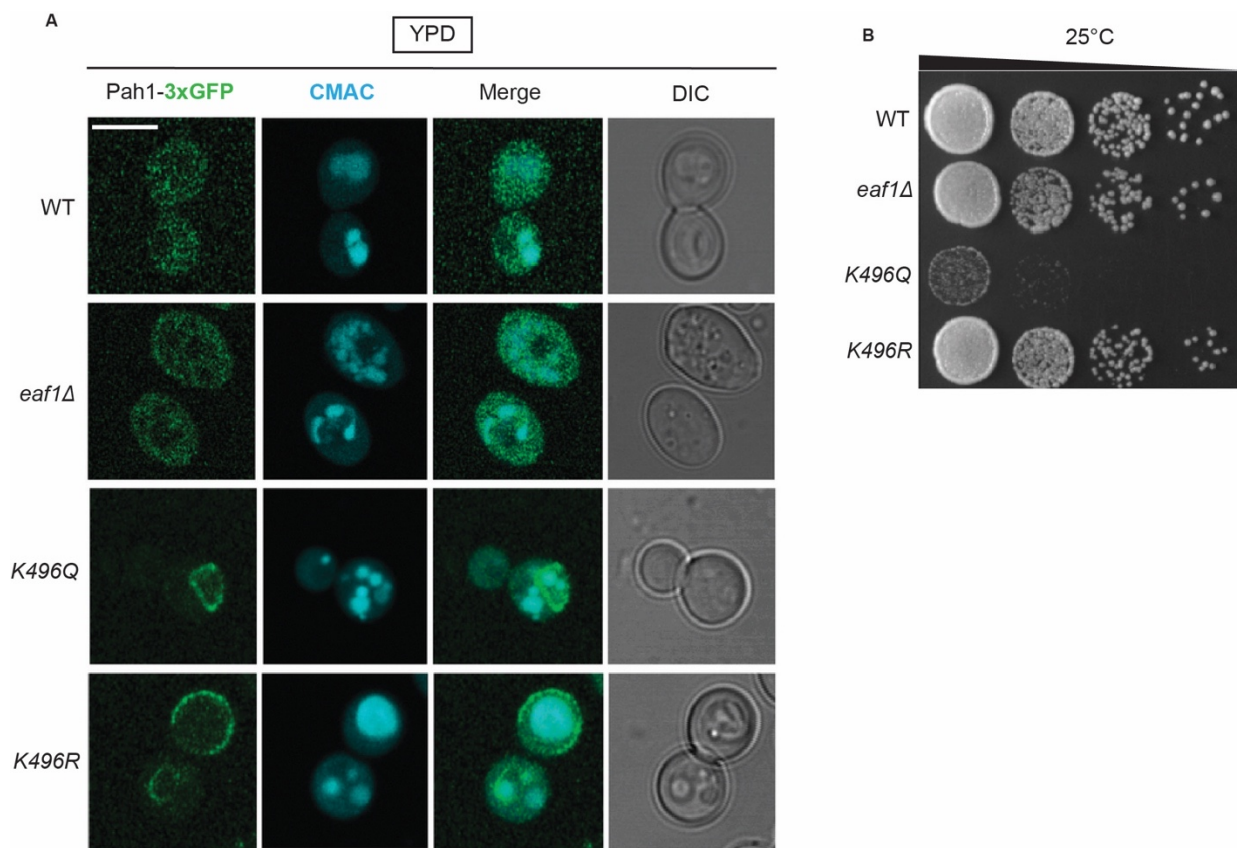 A
YPD
Pah1-3xGFP CMAC Merge DIC
WT
eaf1Δ
K496Q
K496R
B
25°C
WT
eaf1Δ
K496Q
K496R